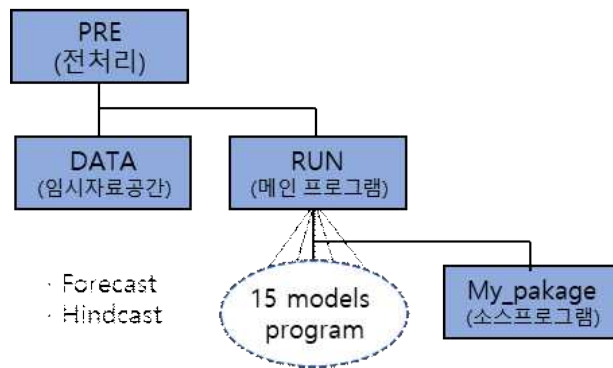 PRE
(전처리)
DATA
(임시자료공간)
RUN
(메인 프로그램)
· Forecast
· Hindcast
15 models
program
My_pakage
(소스프로그램)